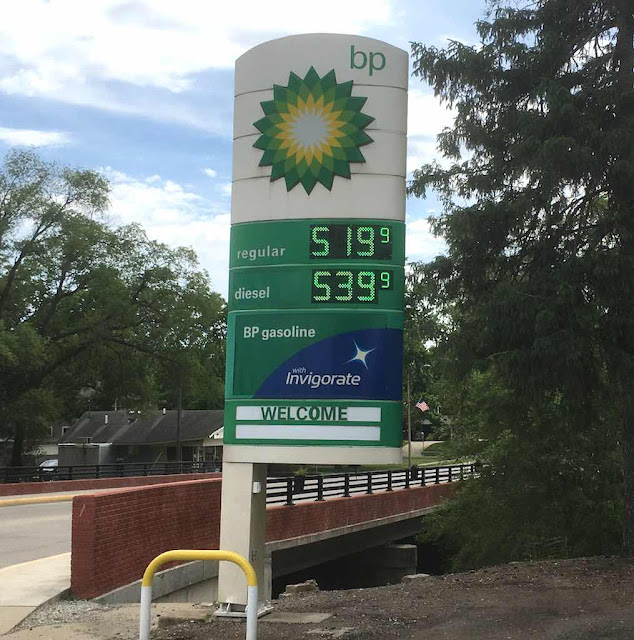 bp
regular 5199
diesel 5399
BP gasoline
with
Invigorate
WELCOME